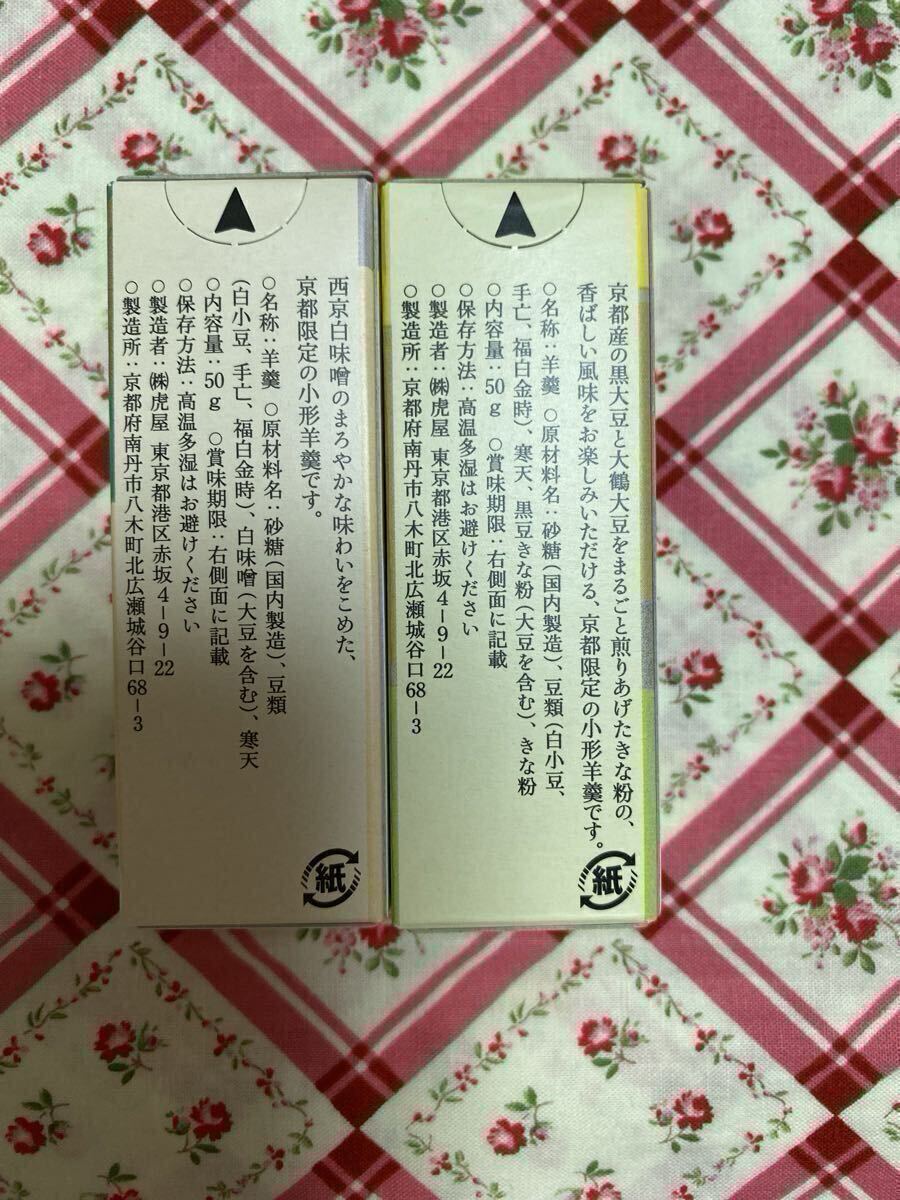 西京白味噌のまろやかな味わいをこめた、
京都限定の小形羊羹です。
○名称：羊羹 ○原材料名：砂糖(国内製造)、豆類
(白小豆、手亡、福白金時)、白味噌(大豆を含む)、寒天
○内容量：50g ○賞味期限：右側面に記載
○保存方法：高温多湿はお避けください
○製造者：㈱虎屋 東京都港区赤坂4-9-22
○製造所：京都府南丹市八木町北広瀬城谷口68-3
紙
京都産の黒大豆と大鶴大豆をまるごと煎りあげたきな粉の、
香ばしい風味をお楽しみいただける、京都限定の小形羊羹です。
○名称：羊羹 ○原材料名：砂糖(国内製造)、豆類(白小豆、
手亡、福白金時)、寒天、黒豆きな粉(大豆を含む)、きな粉
○内容量：50g ○賞味期限：右側面に記載
○保存方法：高温多湿はお避けください
○製造者：㈱虎屋 東京都港区赤坂4-9-22
○製造所：京都府南丹市八木町北広瀬城谷口68-3
紙